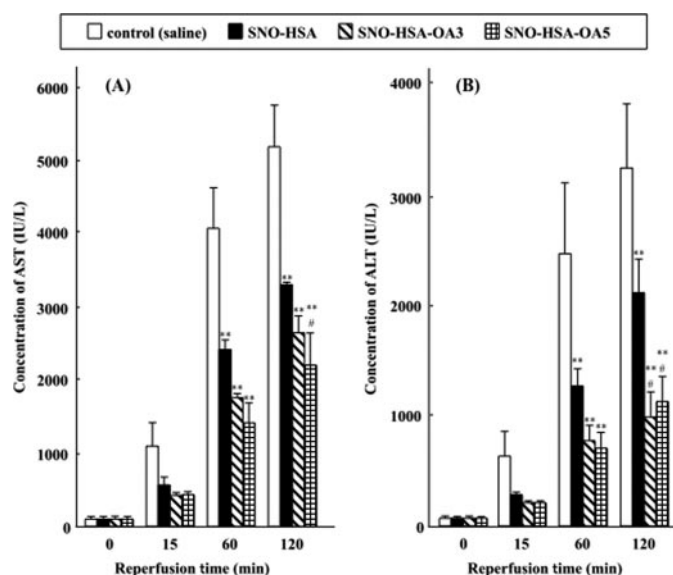 control (saline) SNO-HSA SNO-HSA-OA3 SNO-HSA-OA5
(A)
Concentration of AST (IU/L)
6000
5000
4000
3000
2000
1000
0
** ** **
** ** ** #
0 15 60 120
Reperfusion time (min)
(B)
Concentration of ALT (IU/L)
4000
3000
2000
1000
0
** ** **
** ** # ** #
0 15 60 120
Reperfusion time (min)